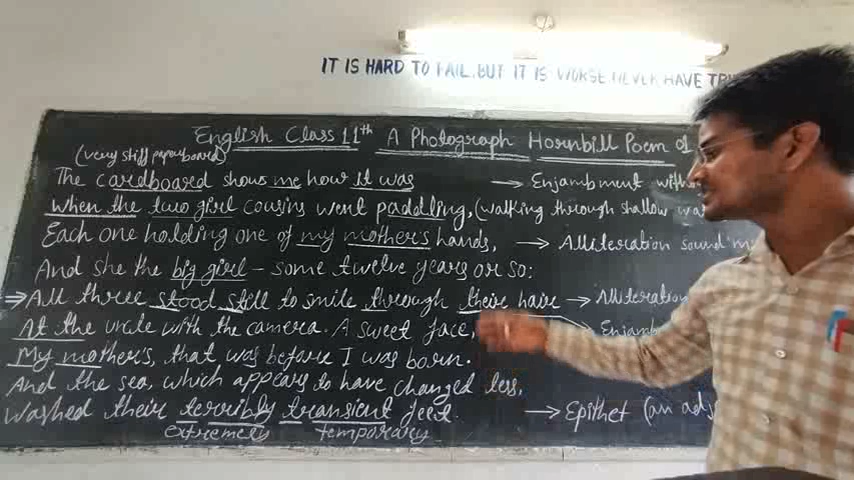 IT IS HARD TO FAIL, BUT IT IS WORSE NEVER HAVE
English Class 11th A Photograph Hornbill Poem of
(very stiff paperboard)
The cardboard shows me how it was → Enjambment
when the two girl cousins went paddling, (walking through shallow
Each one holding one of my mother's hands, → Alliteration sound
And she the big girl - some twelve years or so:
⇒ All three stood still to smile through their hair → Alliteration
At the uncle with the camera. A sweet face,
My mother's, that was before I was born.
And the sea, which appears to have changed less,
washed their terribly transient feet. → Epithet (an
extremely temporary